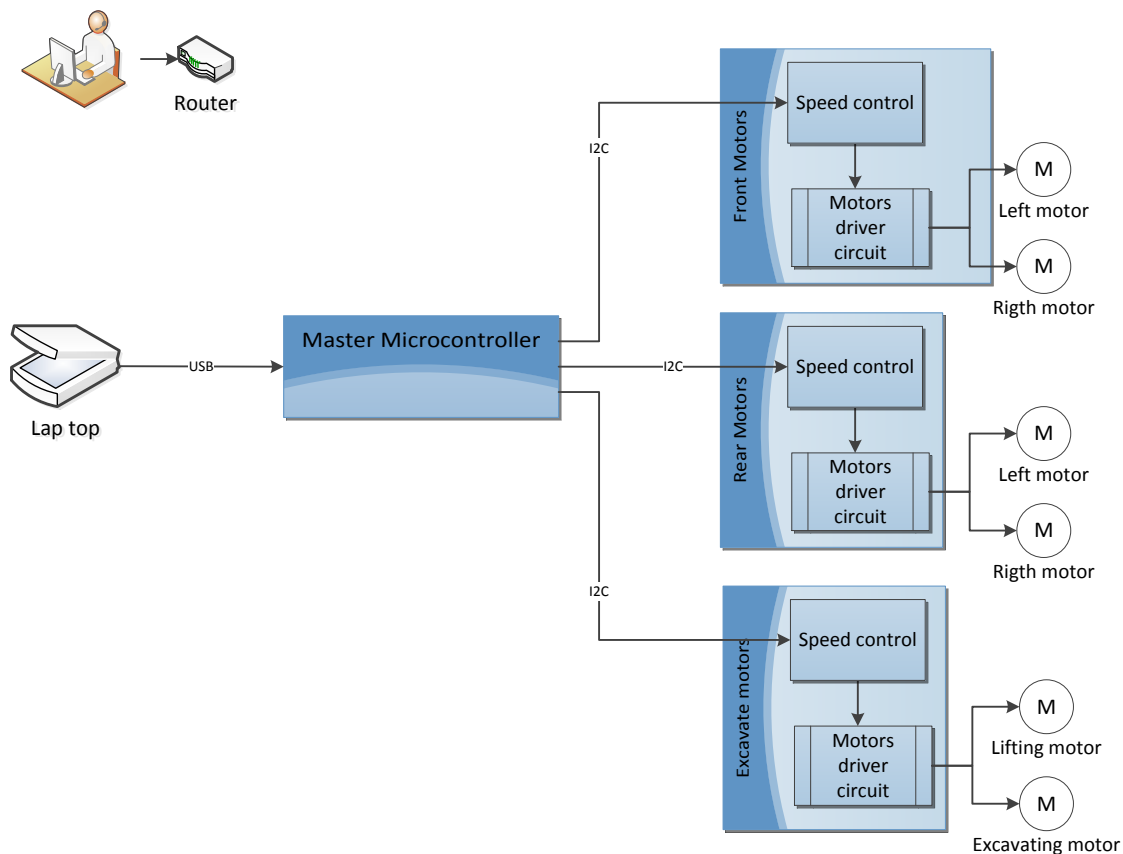 Router
Lap top
USB
Master Microcontroller
I2C
I2C
I2C
Front Motors
Speed control
Motors
driver
circuit
M
Left motor
M
Rigth motor
Rear Motors
Speed control
Motors
driver
circuit
M
Left motor
M
Rigth motor
Excavate motors
Speed control
Motors
driver
circuit
M
Lifting motor
M
Excavating motor